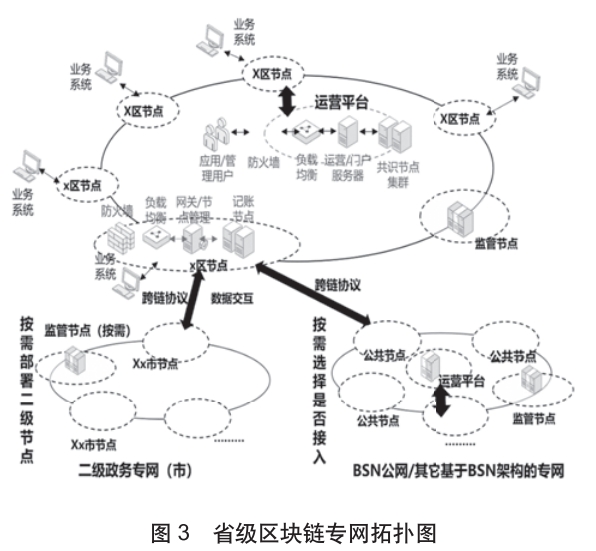 业务
系统
业务
系统
业务
系统
X区节点
业务
系统
运营平台
X区节点
X区节点
应用/管
理用户
防火墙
负载
均衡
运营/门户
服务器
共识节点
集群
业务
系统
x区节点
防火墙
负载
均衡
网关/节
点管理
记账
节点
监管节点
业务
系统
x区节点
跨链协议
数据交互
跨链协议
按需部署二级节点
监管节点（按需）
Xx市节点
Xx市节点
………
二级政务专网（市）
按需选择是否接入
公共节点
公共节点
运营平台
公共节点
监管节点
………
BSN公网/其它基于BSN架构的专网
图 3 省级区块链专网拓扑图